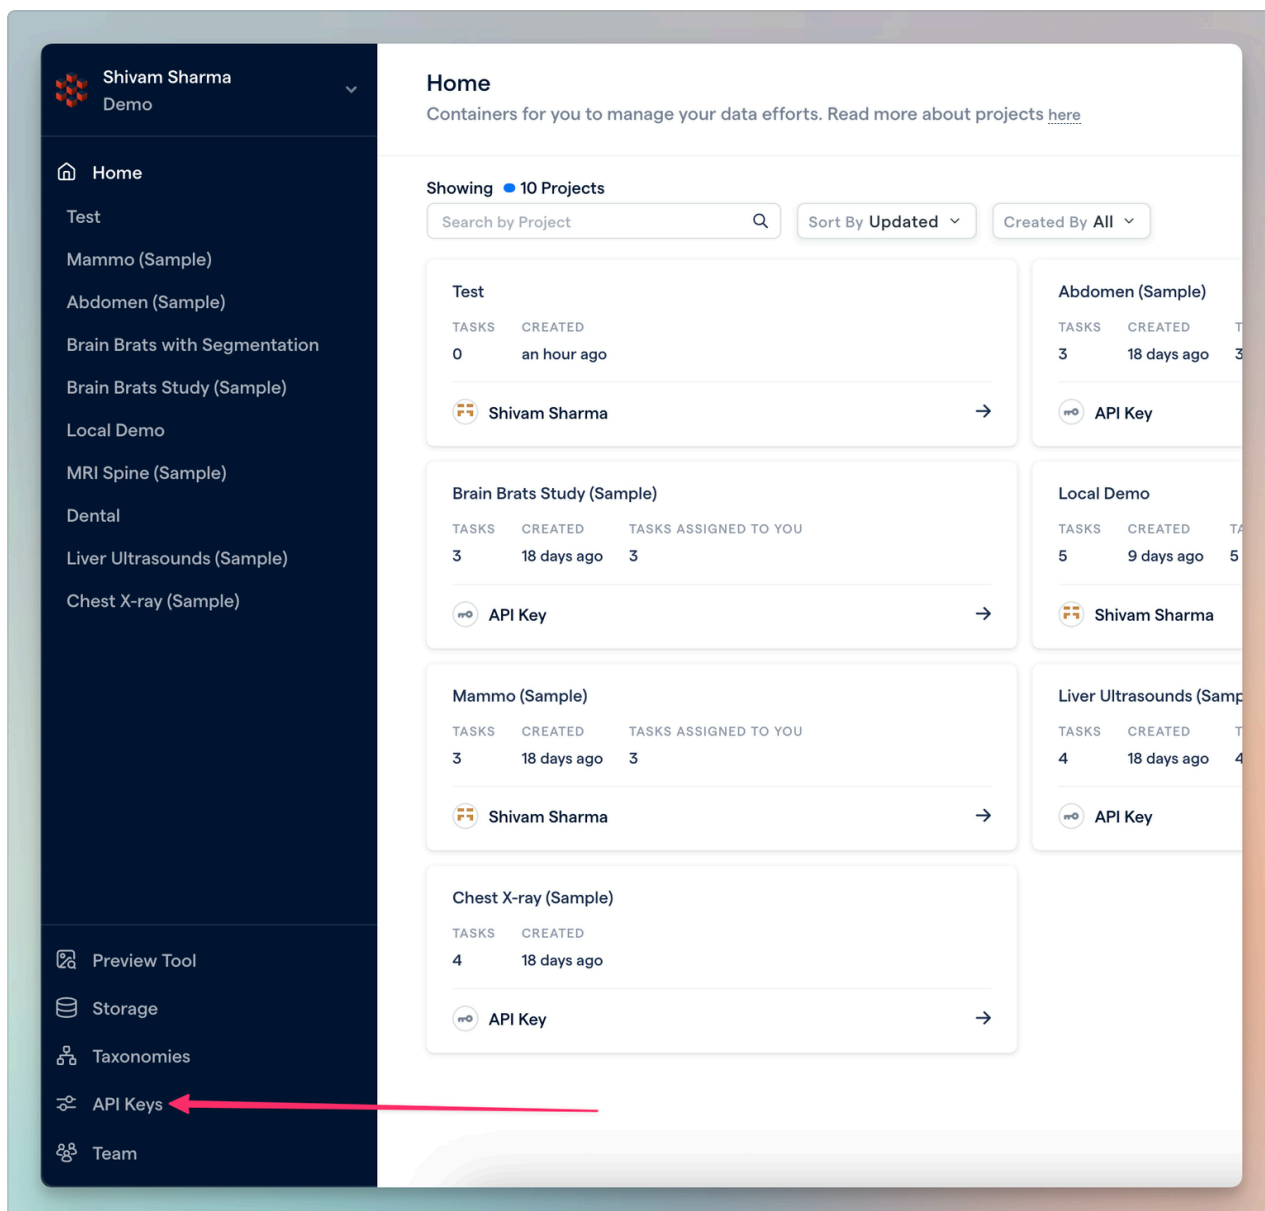 Shivam Sharma
Demo
Home
Test
Mammo (Sample)
Abdomen (Sample)
Brain Brats with Segmentation
Brain Brats Study (Sample)
Local Demo
MRI Spine (Sample)
Dental
Liver Ultrasounds (Sample)
Chest X-ray (Sample)
Preview Tool
Storage
Taxonomies
API Keys
Team
Home
Containers for you to manage your data efforts. Read more about projects here
Showing 10 Projects
Search by Project
Sort By Updated
Created By All
Test
TASKS CREATED
0 an hour ago
Shivam Sharma
Abdomen (Sample)
TASKS CREATED
3 18 days ago 3
API Key
Brain Brats Study (Sample)
TASKS CREATED TASKS ASSIGNED TO YOU
3 18 days ago 3
API Key
Local Demo
TASKS CREATED
5 9 days ago 5
Shivam Sharma
Mammo (Sample)
TASKS CREATED TASKS ASSIGNED TO YOU
3 18 days ago 3
Shivam Sharma
Liver Ultrasounds (Samp
TASKS CREATED
4 18 days ago 4
API Key
Chest X-ray (Sample)
TASKS CREATED
4 18 days ago
API Key